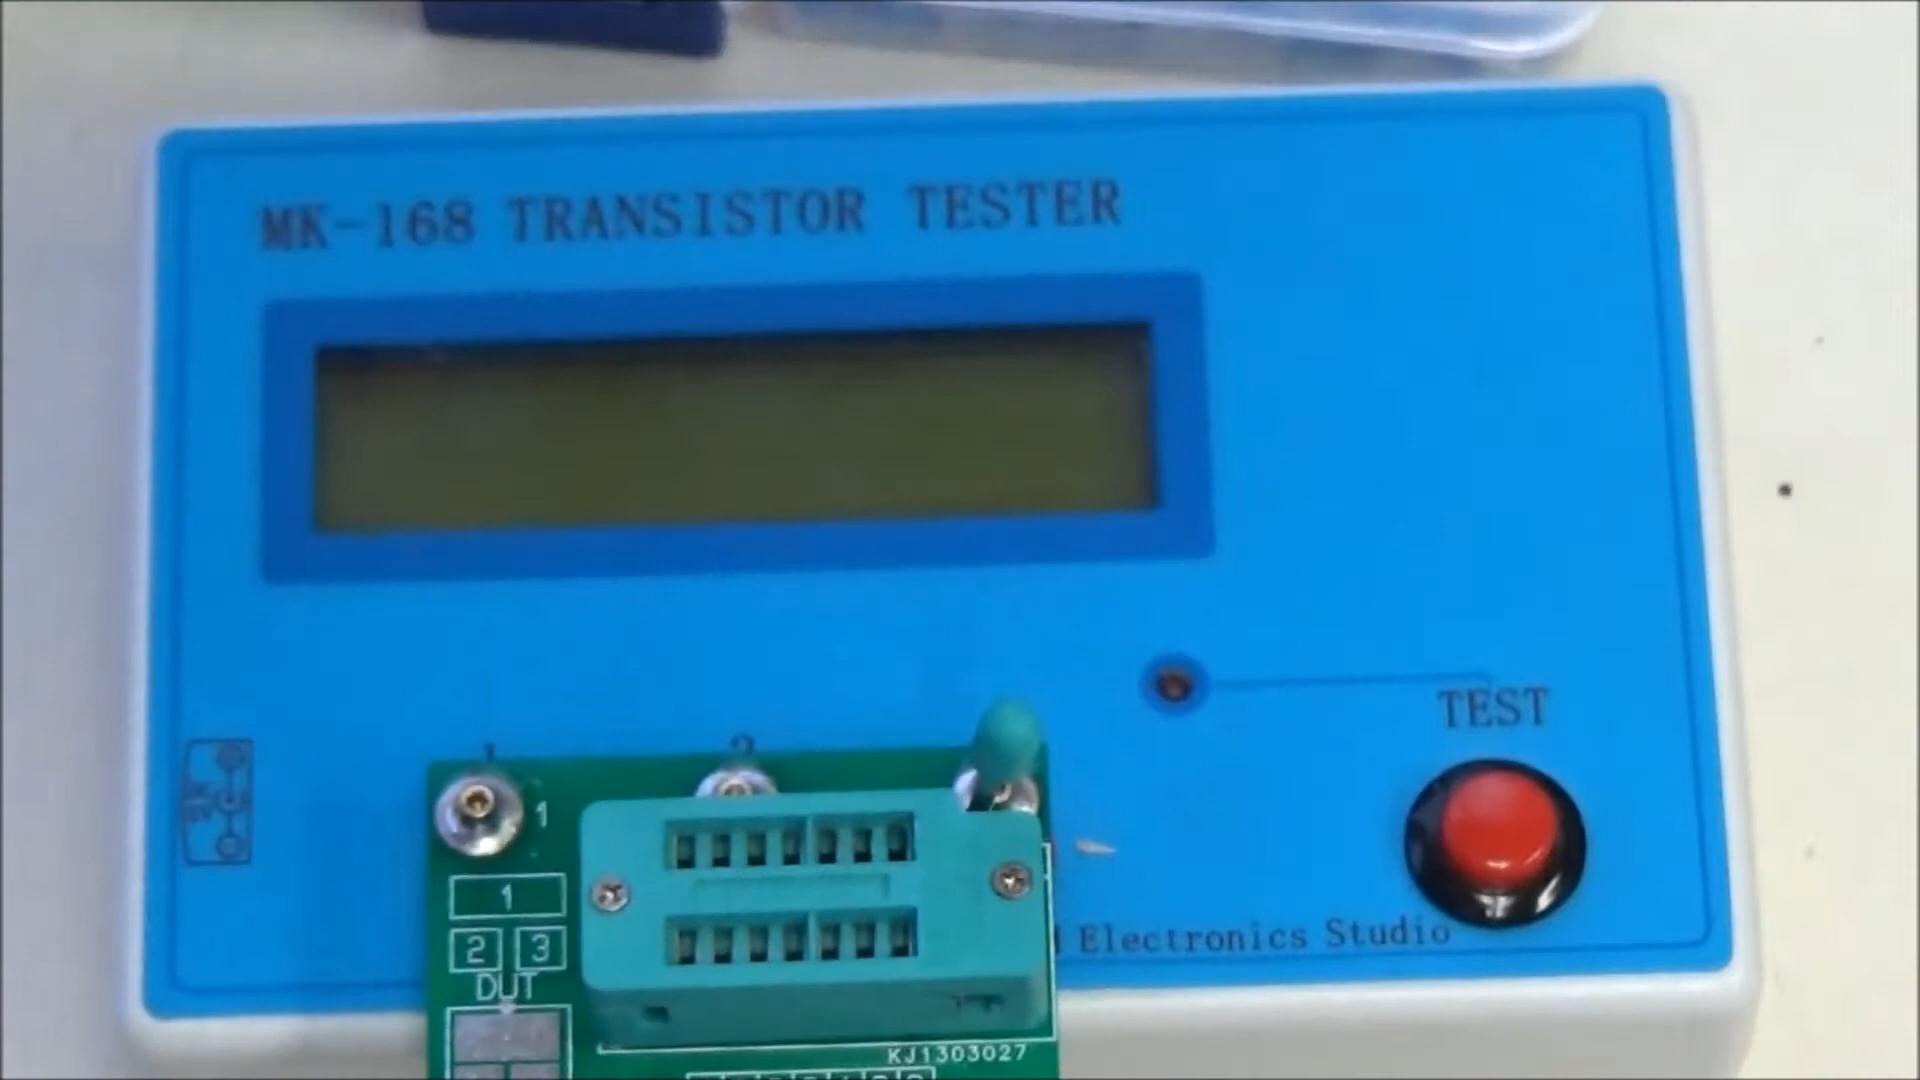 MK-168 TRANSISTOR TESTER
TEST
1
2
1
1
2 3
DUT
Electronics Studio
KJ1303027